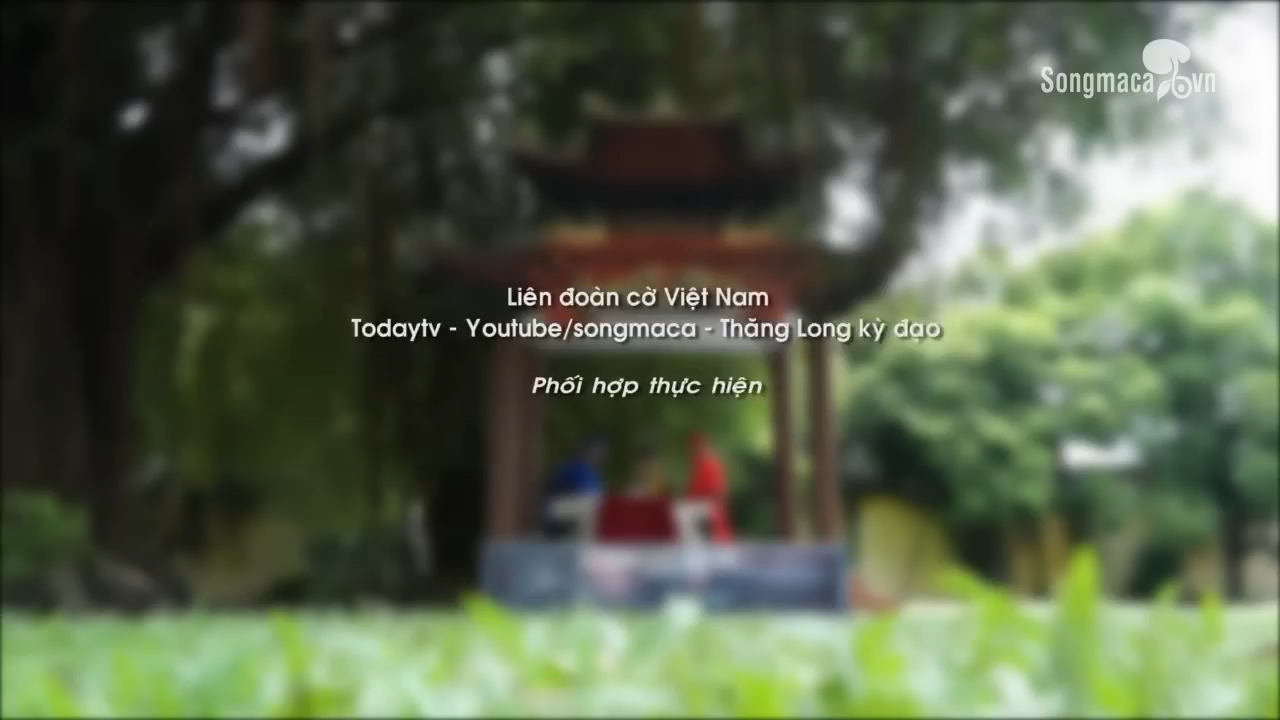 Songmaca.vn
Liên đoàn cờ Việt Nam
Todaytv - Youtube/songmaca - Thăng Long kỳ đạo
Phối hợp thực hiện